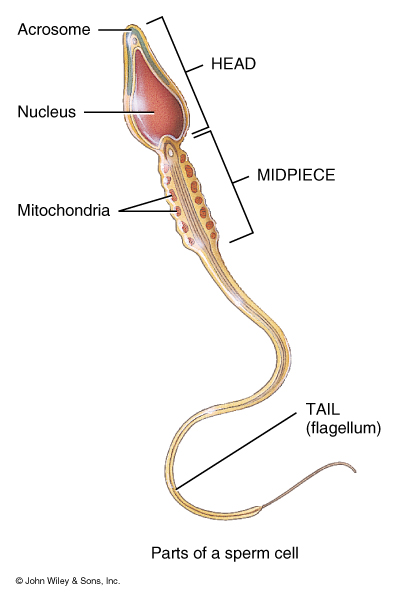 Acrosome
HEAD
Nucleus
MIDPIECE
Mitochondria
TAIL
(flagellum)
Parts of a sperm cell
© John Wiley & Sons, Inc.